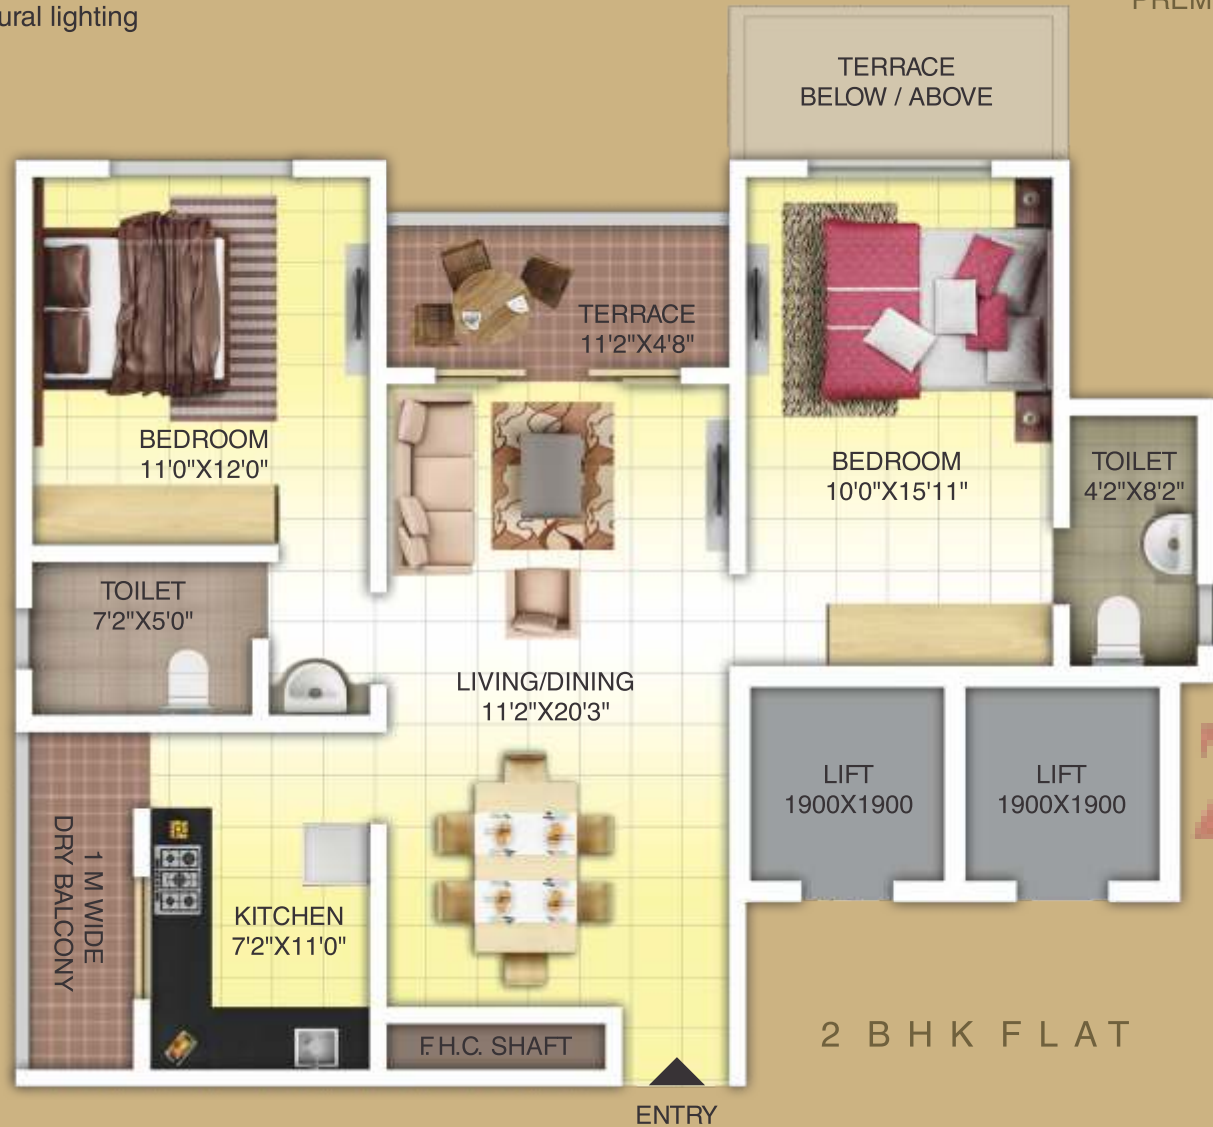 ural lighting
PREM
TERRACE
BELOW / ABOVE
TERRACE
11'2"X4'8"
BEDROOM
11'0"X12'0"
BEDROOM
10'0"X15'11"
TOILET
4'2"X8'2"
TOILET
7'2"X5'0"
LIVING/DINING
11'2"X20'3"
LIFT
1900X1900
LIFT
1900X1900
1 M WIDE
DRY BALCONY
KITCHEN
7'2"X11'0"
F.H.C. SHAFT
2 BHK FLAT
ENTRY